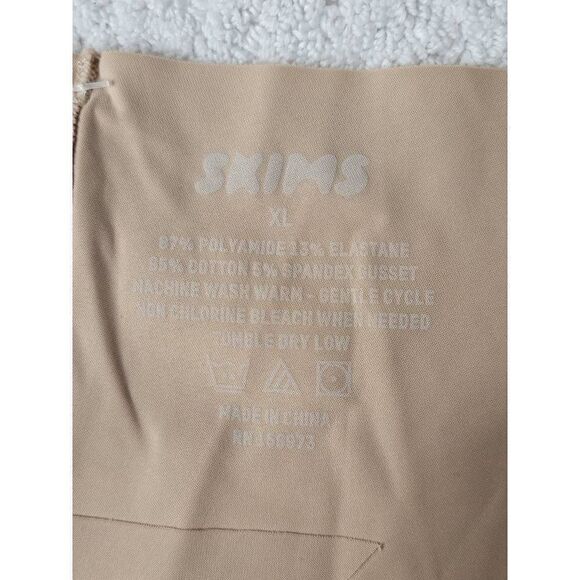 SKIMS
XL
87% POLYAMIDE 13% ELASTANE
95% COTTON 5% SPANDEX GUSSET
MACHINE WASH WARM - GENTLE CYCLE
NON CHLORINE BLEACH WHEN NEEDED
TUMBLE DRY LOW
MADE IN CHINA
RN